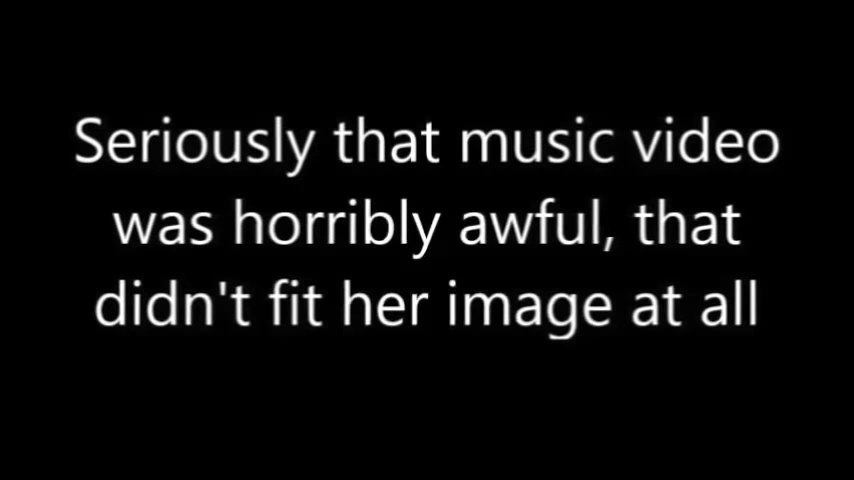 Seriously that music video
was horribly awful, that
didn't fit her image at all